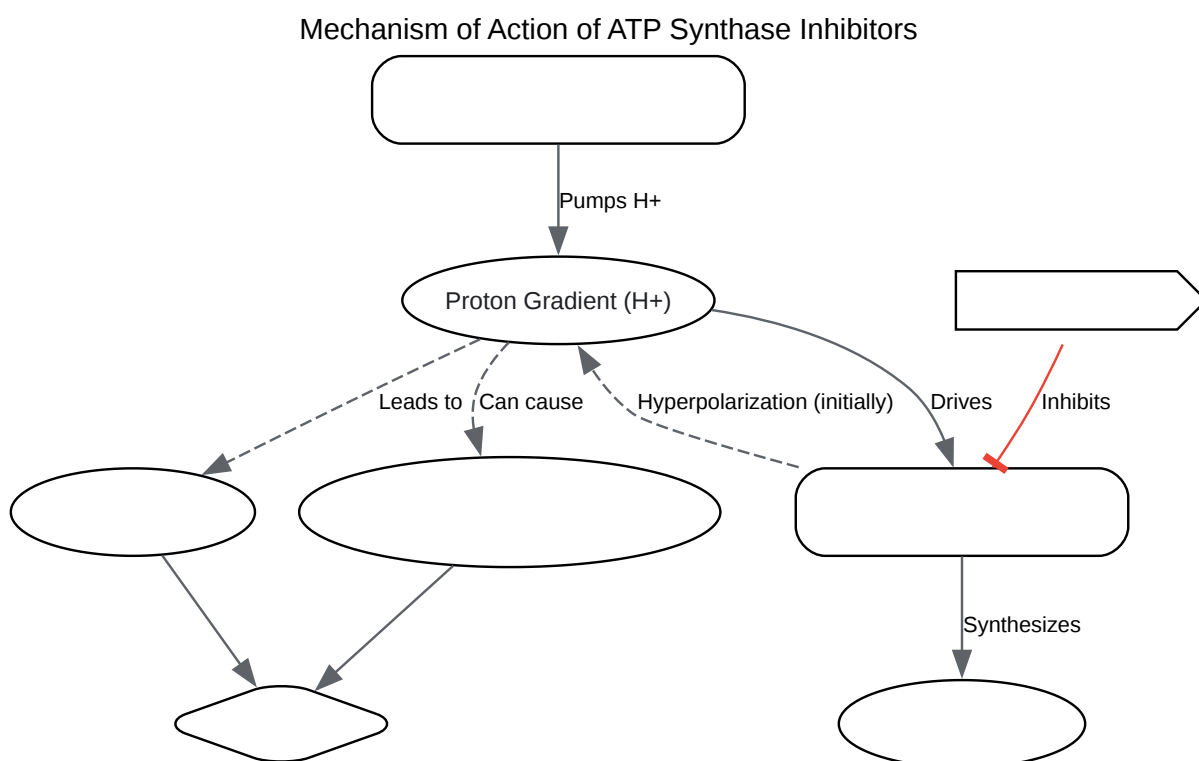 Mechanism of Action of ATP Synthase Inhibitors
Pumps H+
Proton Gradient (H+)
Leads to
Can cause
Hyperpolarization (initially)
Drives
Inhibits
Synthesizes